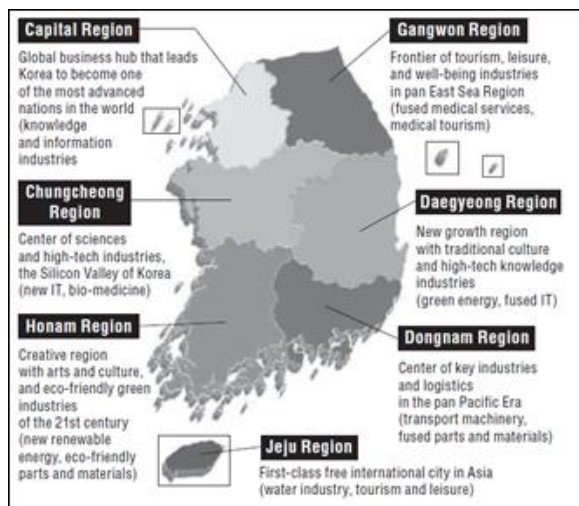 Capital Region
Global business hub that leads
Korea to become one
of the most advanced
nations in the world
(knowledge
and information
industries
Gangwon Region
Frontier of tourism, leisure,
and well-being industries
in pan East Sea Region
(fused medical services,
medical tourism)
Chungcheong
Region
Center of sciences
and high-tech industries,
the Silicon Valley of Korea
(new IT, bio-medicine)
Daegyeong Region
New growth region
with traditional culture
and high-tech knowledge
industries
(green energy, fused IT)
Honam Region
Creative region
with arts and culture,
and eco-friendly green
industries
of the 21st century
(new renewable
energy, eco-friendly
parts and materials)
Dongnam Region
Center of key industries
and logistics
in the pan Pacific Era
(transport machinery,
fused parts and materials)
Jeju Region
First-class free international city in Asia
(water industry, tourism and leisure)